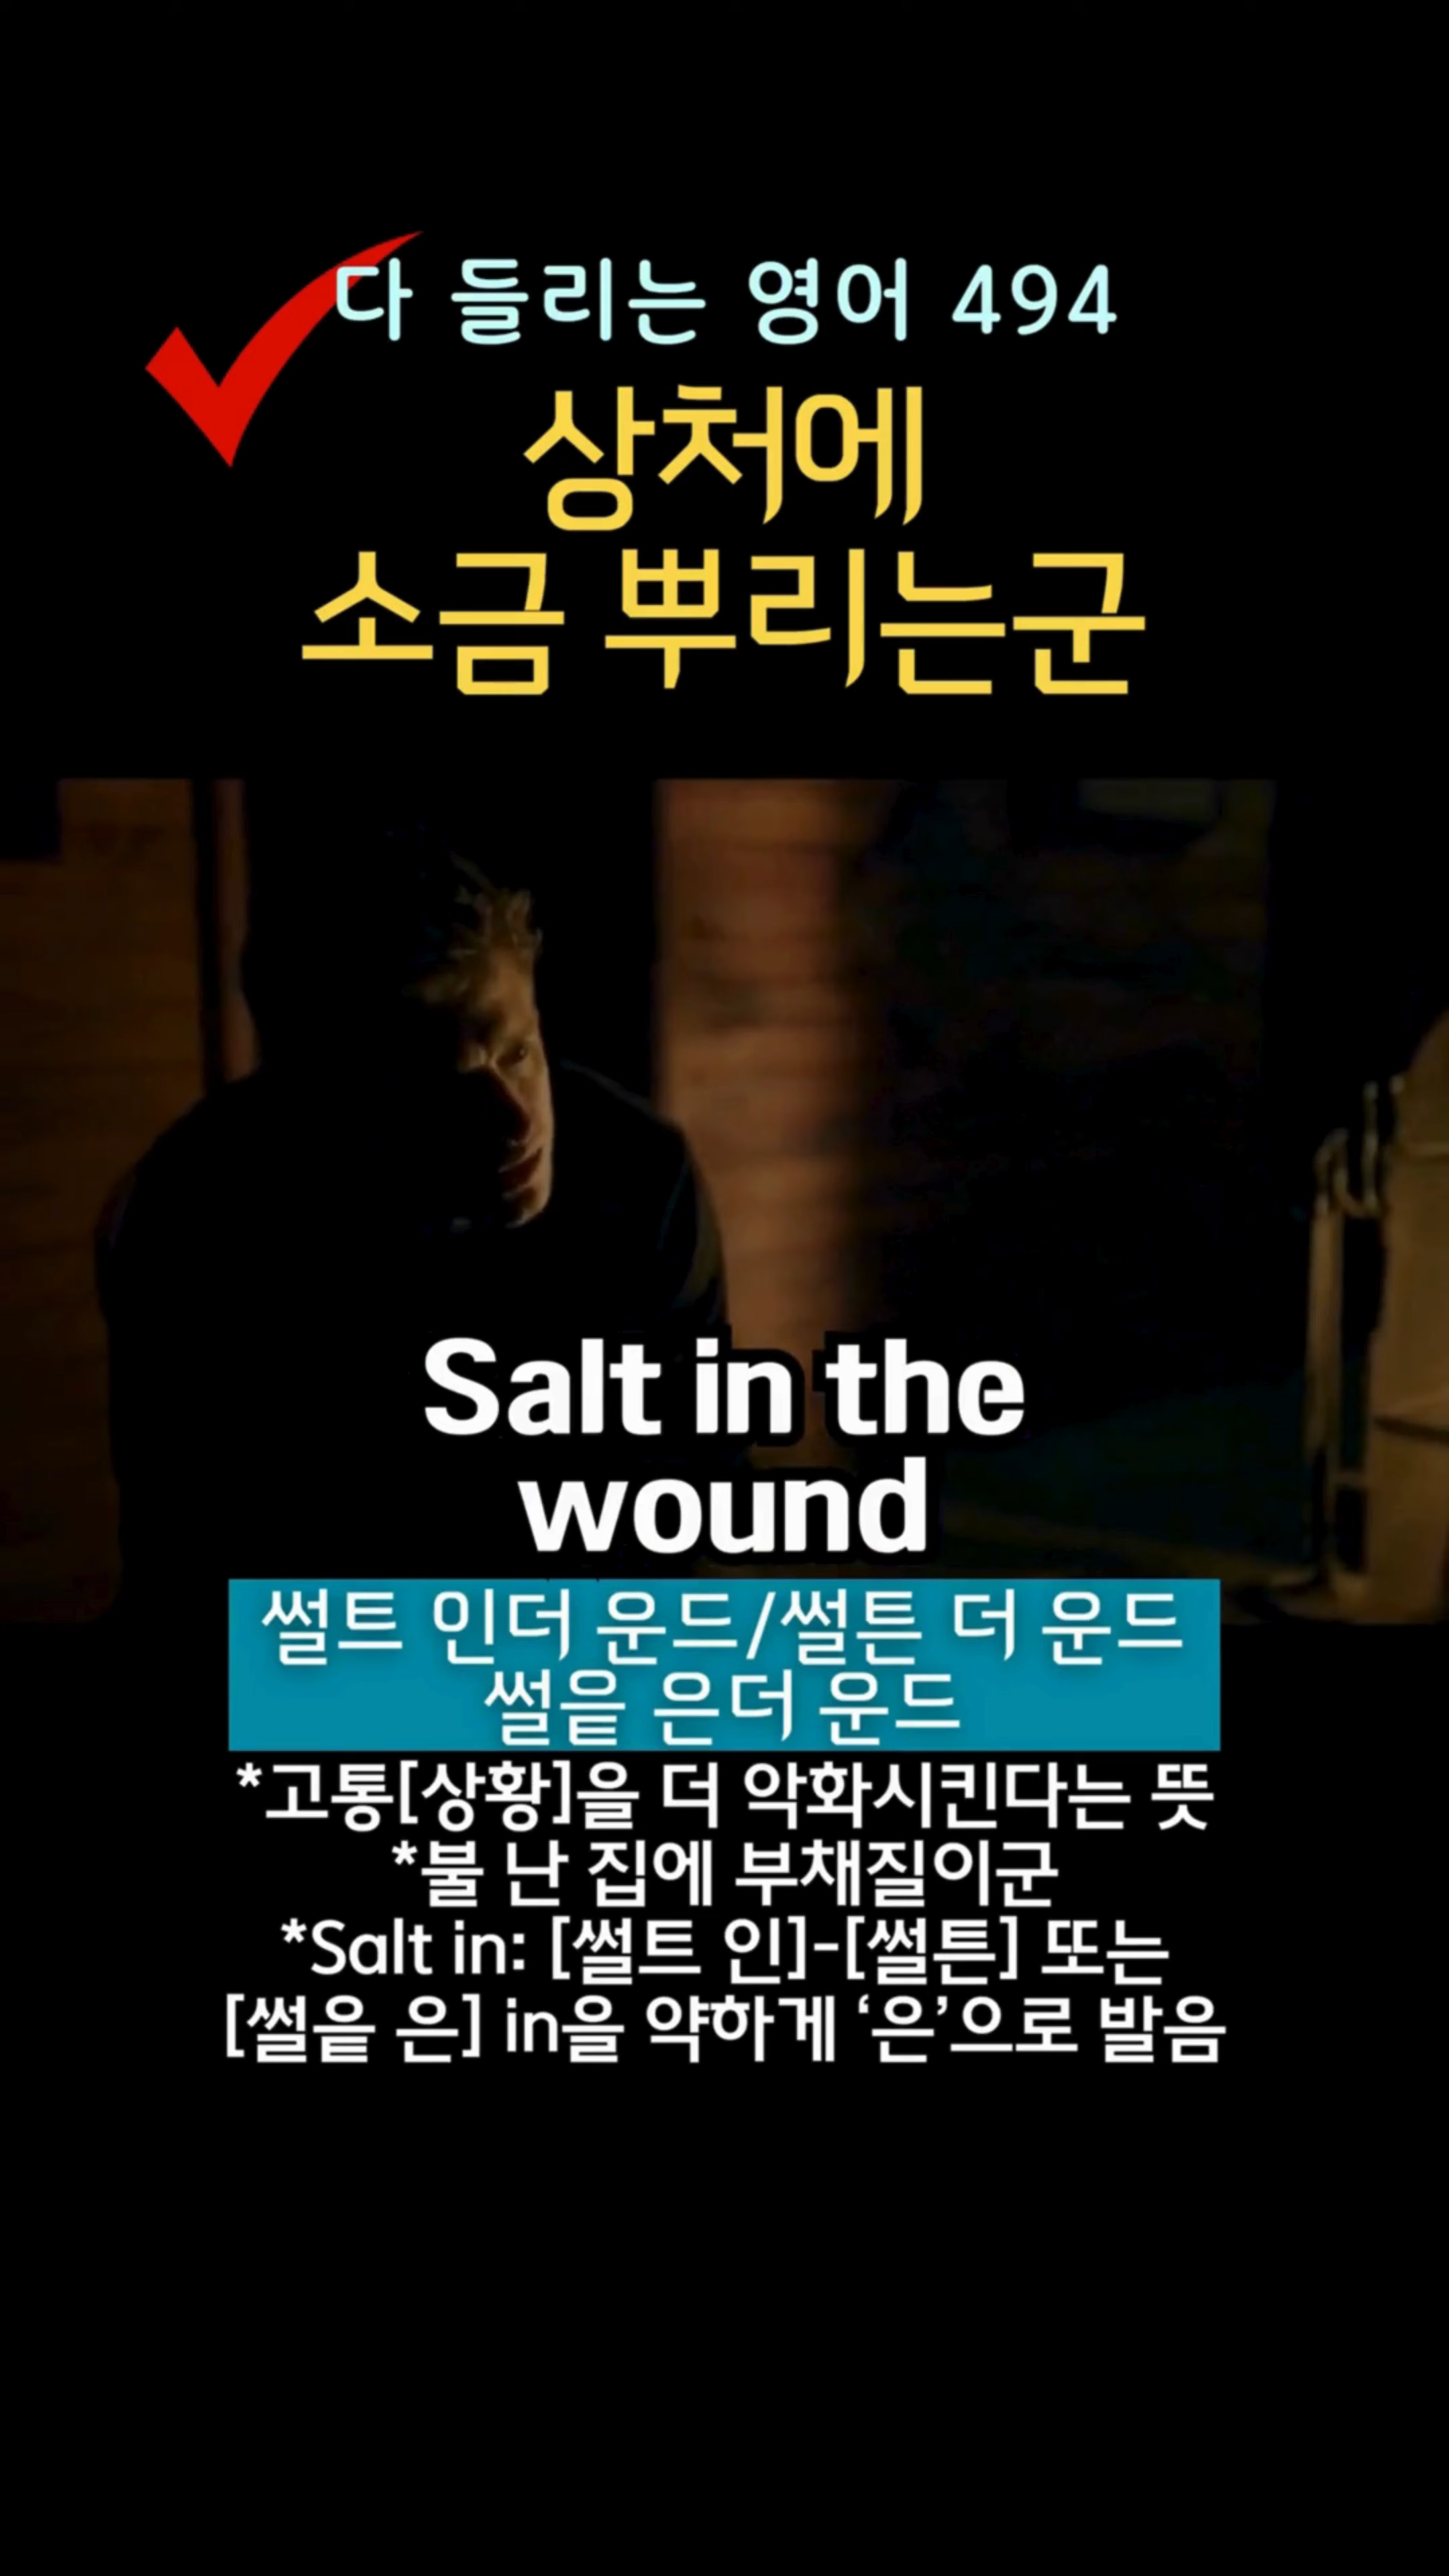 다 들리는 영어 494
상처에
소금 뿌리는군
Salt in the
wound
썰트 인더 운드/썰튼 더 운드
썰읕 은더 운드
*고통[상황]을 더 악화시킨다는 뜻
*불 난 집에 부채질이군
*Salt in: [썰트 인]-[썰튼] 또는
[썰읕 은] in을 약하게 ‘은’으로 발음